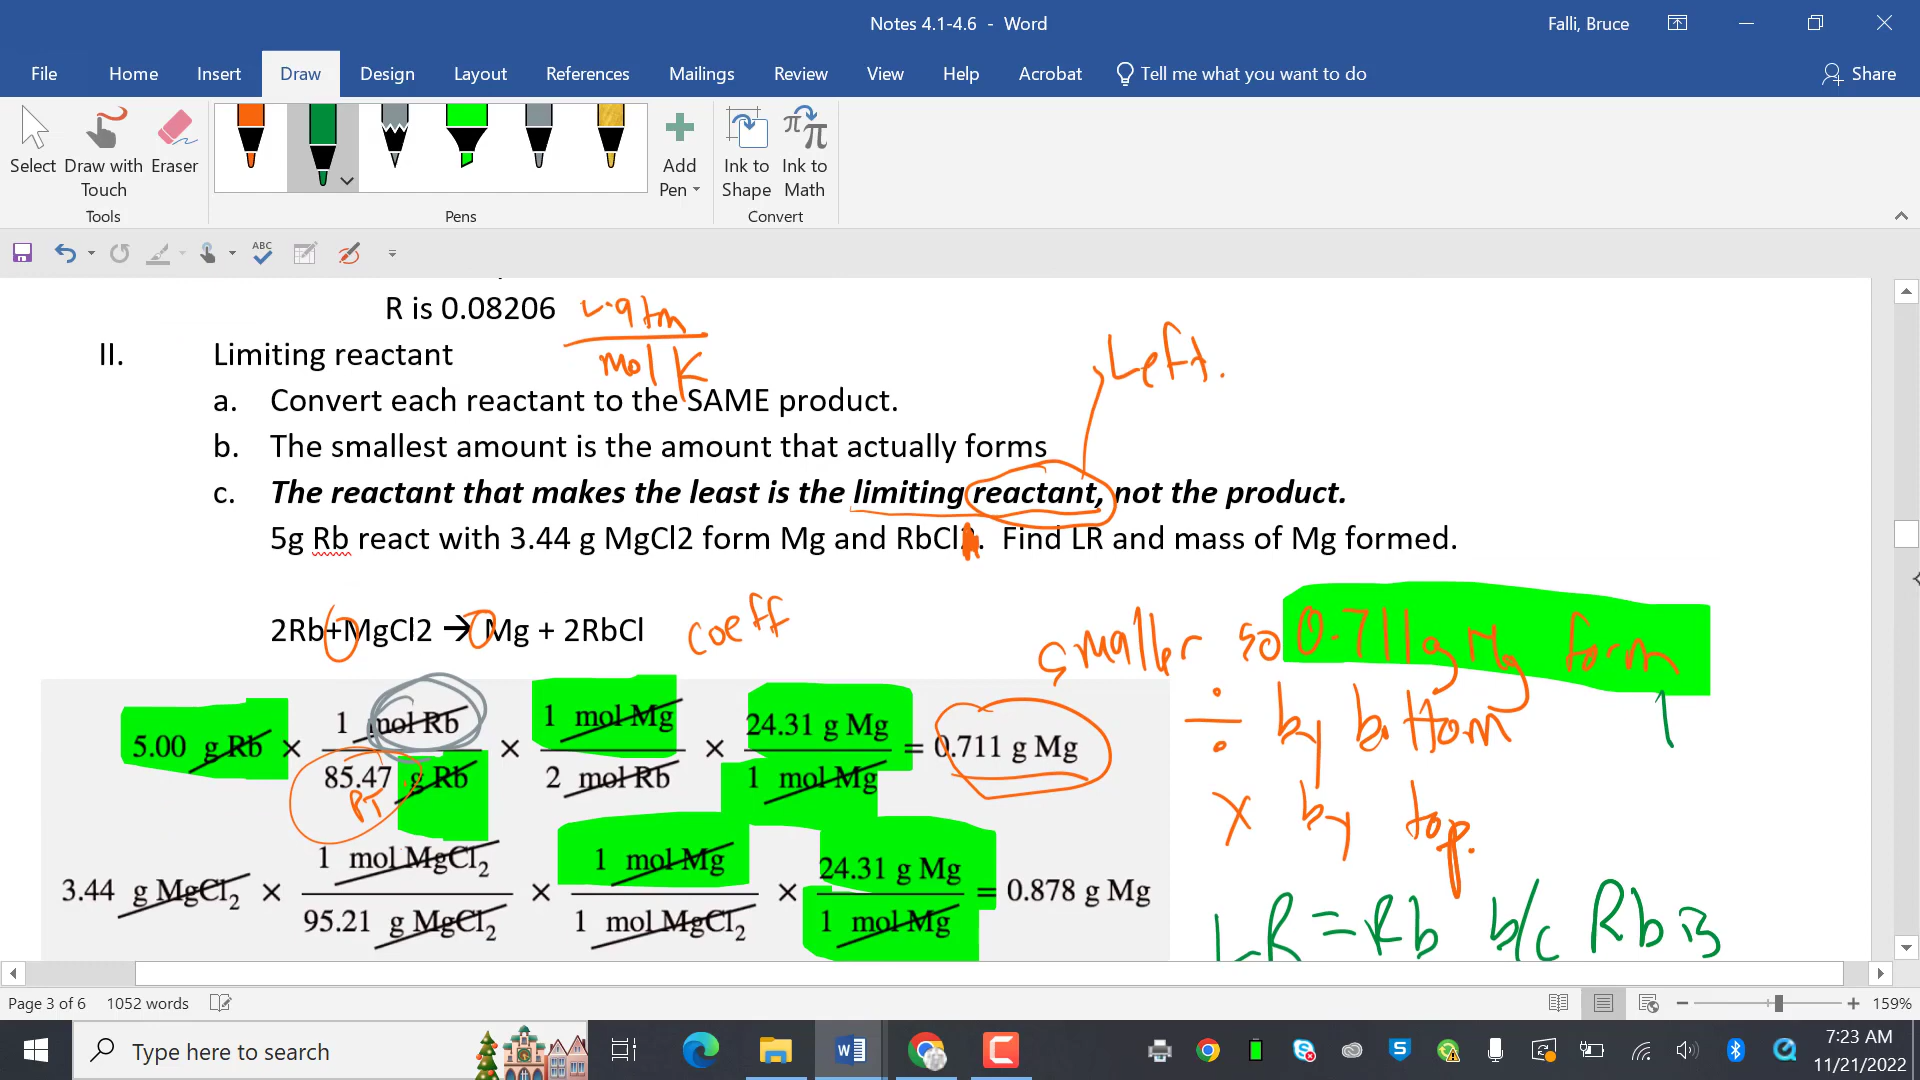 Notes 4.1-4.6 - Word
Falli, Bruce
File Home Insert Draw Design Layout References Mailings Review View Help Acrobat Tell me what you want to do Share
Select Draw with Touch Eraser Add Pen Ink to Shape Ink to Math
Tools Pens Convert
ABC
R is 0.08206 L·atm
mol K
Left.
II. Limiting reactant
a. Convert each reactant to the SAME product.
b. The smallest amount is the amount that actually forms
c. The reactant that makes the least is the limiting reactant, not the product.
5g Rb react with 3.44 g MgCl2 form Mg and RbCl. Find LR and mass of Mg formed.
2Rb+MgCl2 → Mg + 2RbCl coeff
smaller so 0.711g Mg form
5.00 g Rb × 1 mol Rb / 85.47 g Rb × 1 mol Mg / 2 mol Rb × 24.31 g Mg / 1 mol Mg = 0.711 g Mg
PT
÷ by bottom
x by top.
3.44 g MgCl₂ × 1 mol MgCl₂ / 95.21 g MgCl₂ × 1 mol Mg / 1 mol MgCl₂ × 24.31 g Mg / 1 mol Mg = 0.878 g Mg
LR = Rb b/c Rb is
Page 3 of 6 1052 words 159%
Type here to search
7:23 AM
11/21/2022